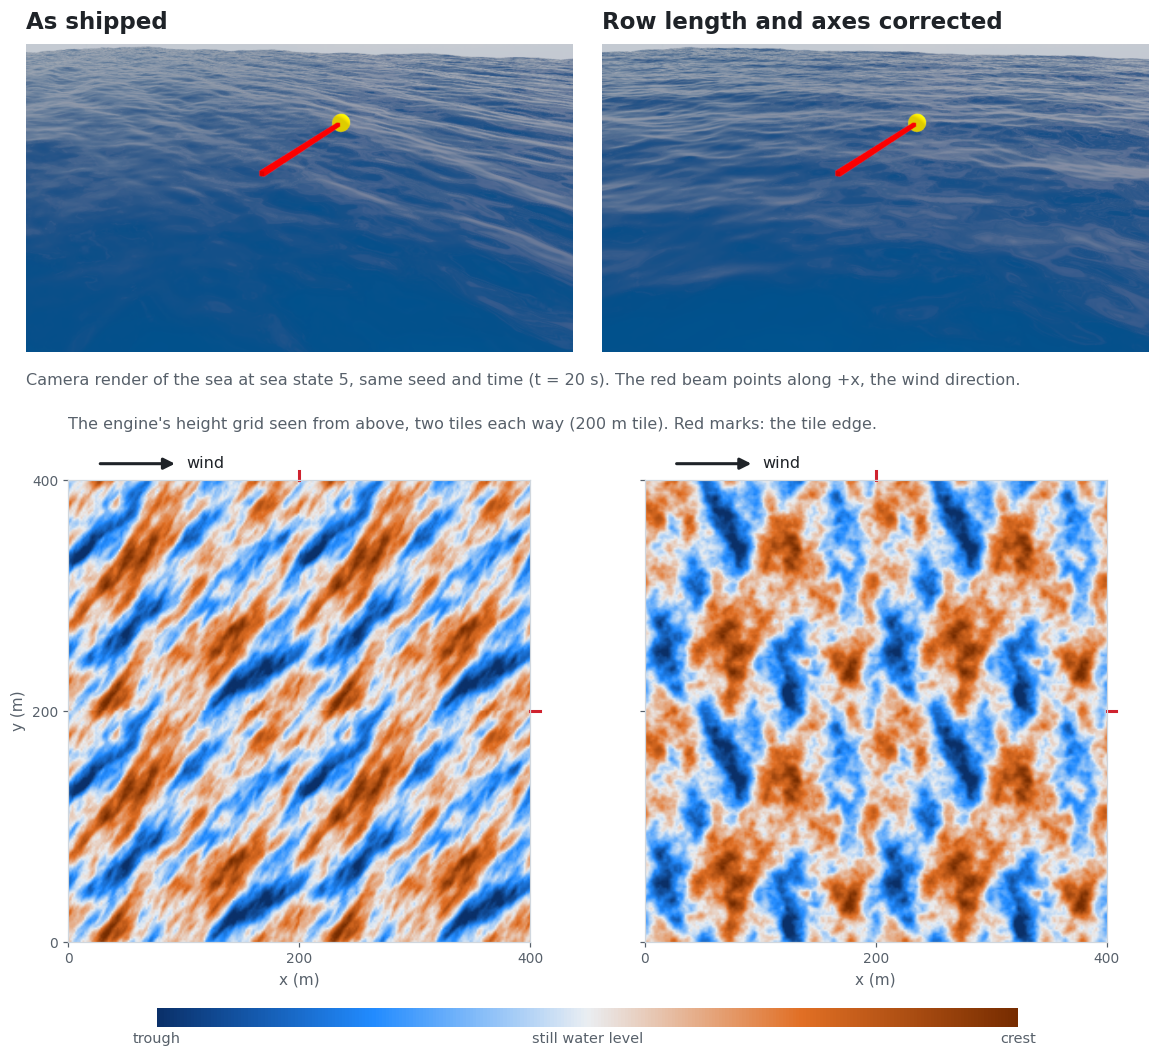 As shipped
Row length and axes corrected
Camera render of the sea at sea state 5, same seed and time (t = 20 s). The red beam points along +x, the wind direction.
The engine's height grid seen from above, two tiles each way (200 m tile). Red marks: the tile edge.
wind
wind
400
200
0
y (m)
0
200
400
x (m)
0
200
400
x (m)
trough
still water level
crest